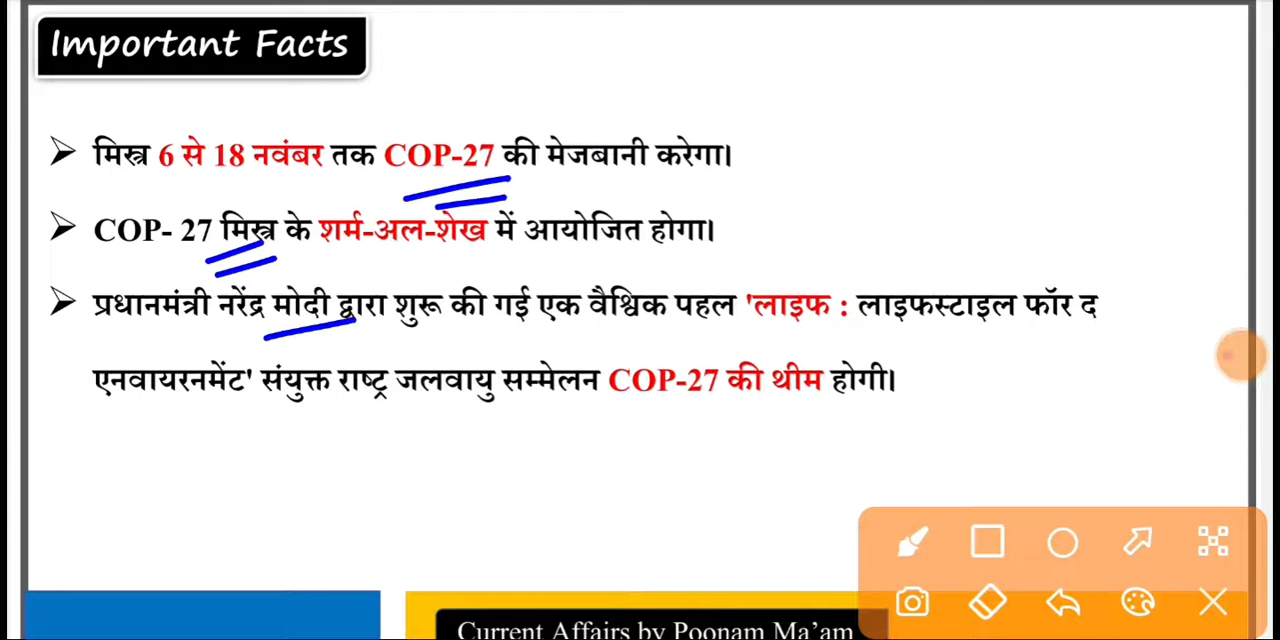 Important Facts
मिस्त्र 6 से 18 नवंबर तक COP-27 की मेजबानी करेगा।
COP- 27 मिस्त्र के शर्म-अल-शेख में आयोजित होगा।
प्रधानमंत्री नरेंद्र मोदी द्वारा शुरू की गई एक वैश्विक पहल 'लाइफ : लाइफस्टाइल फॉर द
एनवायरनमेंट' संयुक्त राष्ट्र जलवायु सम्मेलन COP-27 की थीम होगी।
Current Affairs by Poonam Ma'am